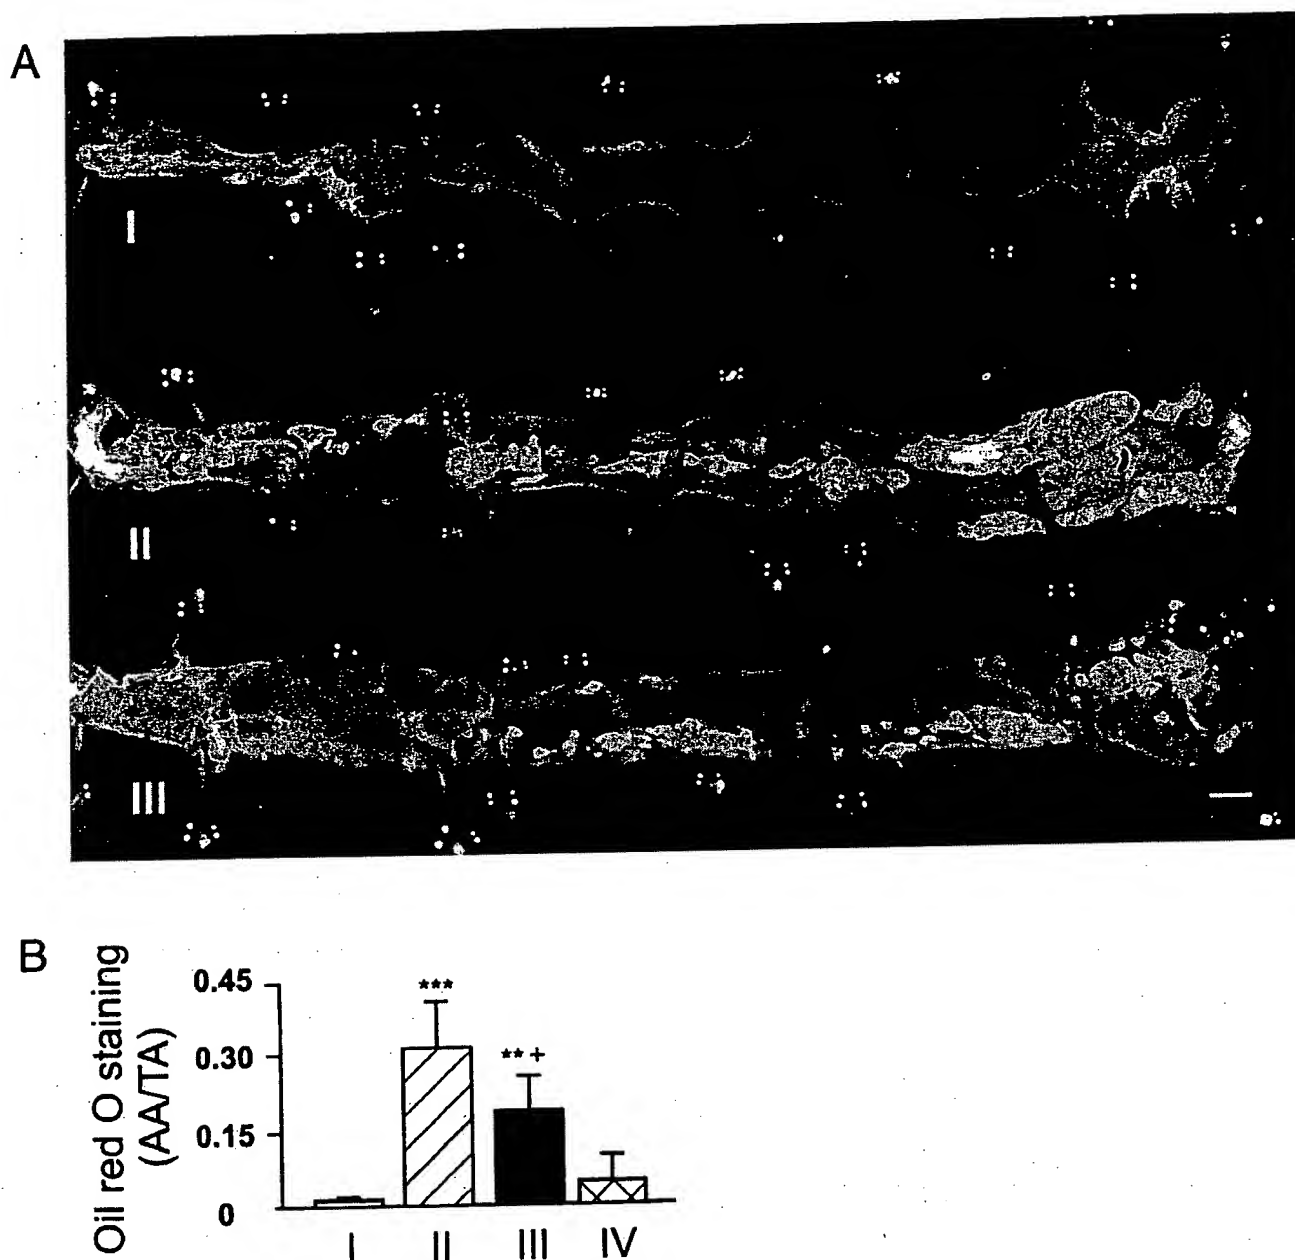 A
I
II
III
B
Oil red O staining
(AA/TA)
0.45
0.30
0.15
0
***
** +
I II III IV